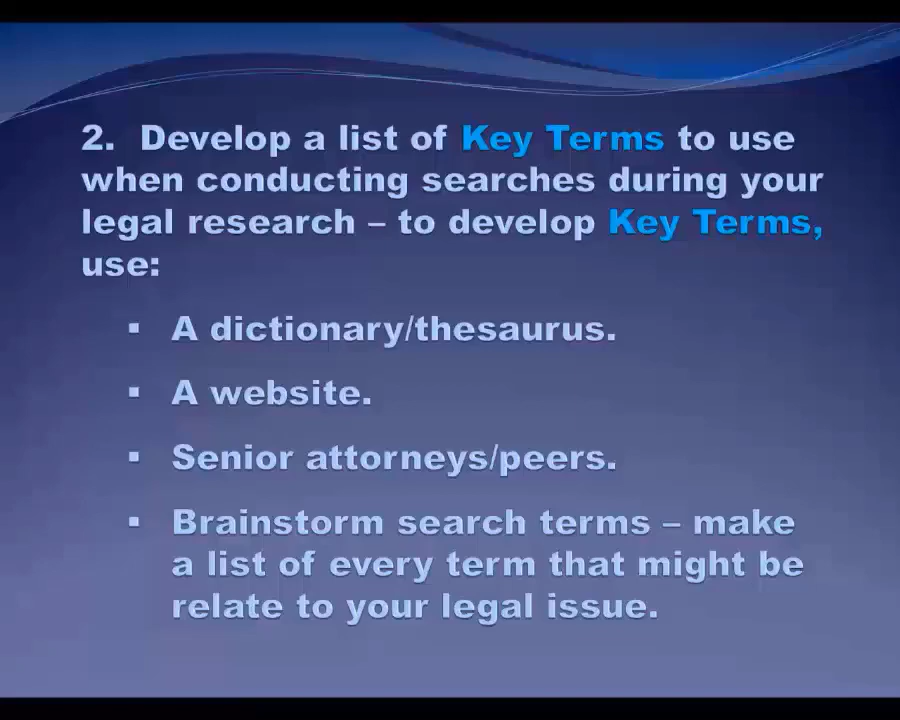 2. Develop a list of Key Terms to use
when conducting searches during your
legal research – to develop Key Terms,
use:
▪ A dictionary/thesaurus.
▪ A website.
▪ Senior attorneys/peers.
▪ Brainstorm search terms – make
a list of every term that might be
relate to your legal issue.